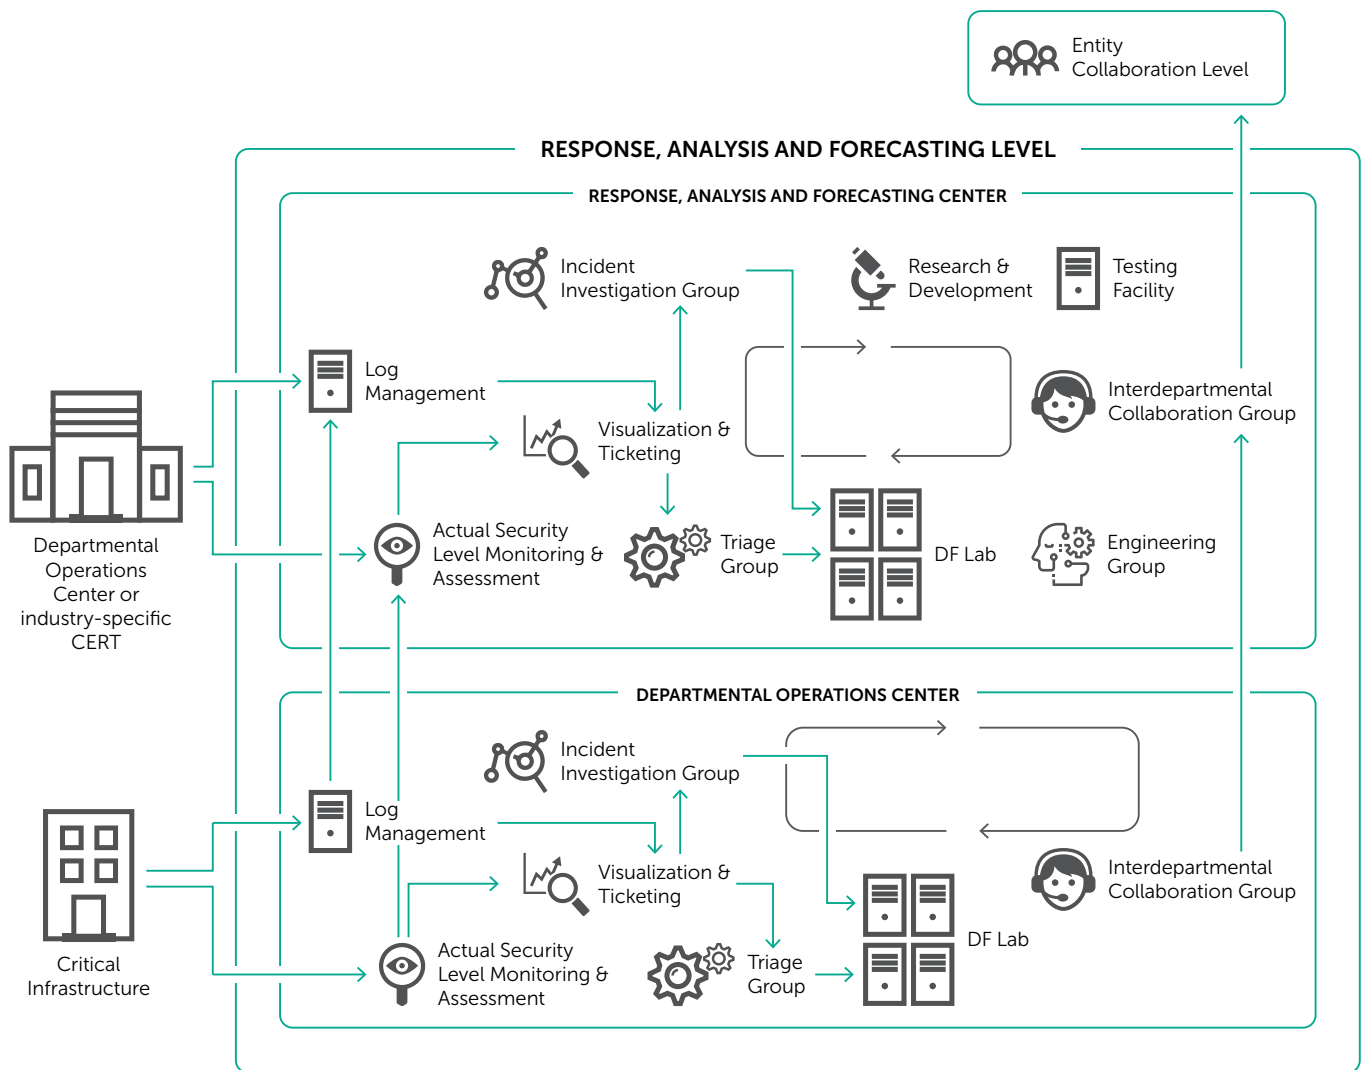 Entity
Collaboration Level
RESPONSE, ANALYSIS AND FORECASTING LEVEL
RESPONSE, ANALYSIS AND FORECASTING CENTER
Incident
Investigation Group
Research &
Development
Testing
Facility
Log
Management
Visualization &
Ticketing
Interdepartmental
Collaboration Group
Actual Security
Level Monitoring &
Assessment
Triage
Group
DF Lab
Engineering
Group
Departmental
Operations
Center or
industry-specific
CERT
DEPARTMENTAL OPERATIONS CENTER
Incident
Investigation Group
Log
Management
Visualization &
Ticketing
Interdepartmental
Collaboration Group
Actual Security
Level Monitoring &
Assessment
Triage
Group
DF Lab
Critical
Infrastructure